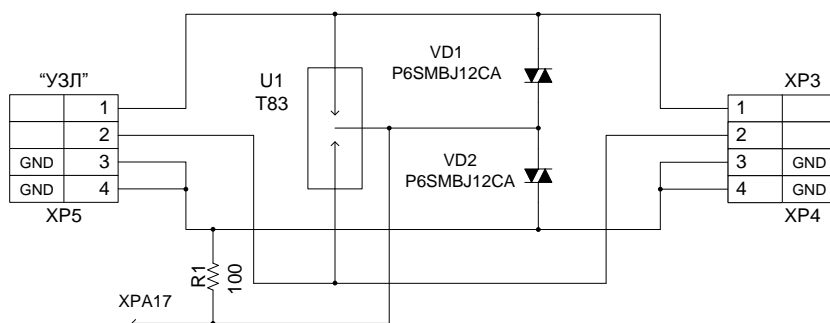 "УЗЛ"
1
2
GND 3
GND 4
XP5
U1
T83
VD1
P6SMBJ12CA
VD2
P6SMBJ12CA
XP3
1
2
3 GND
4 GND
XP4
R1
100
XPA17